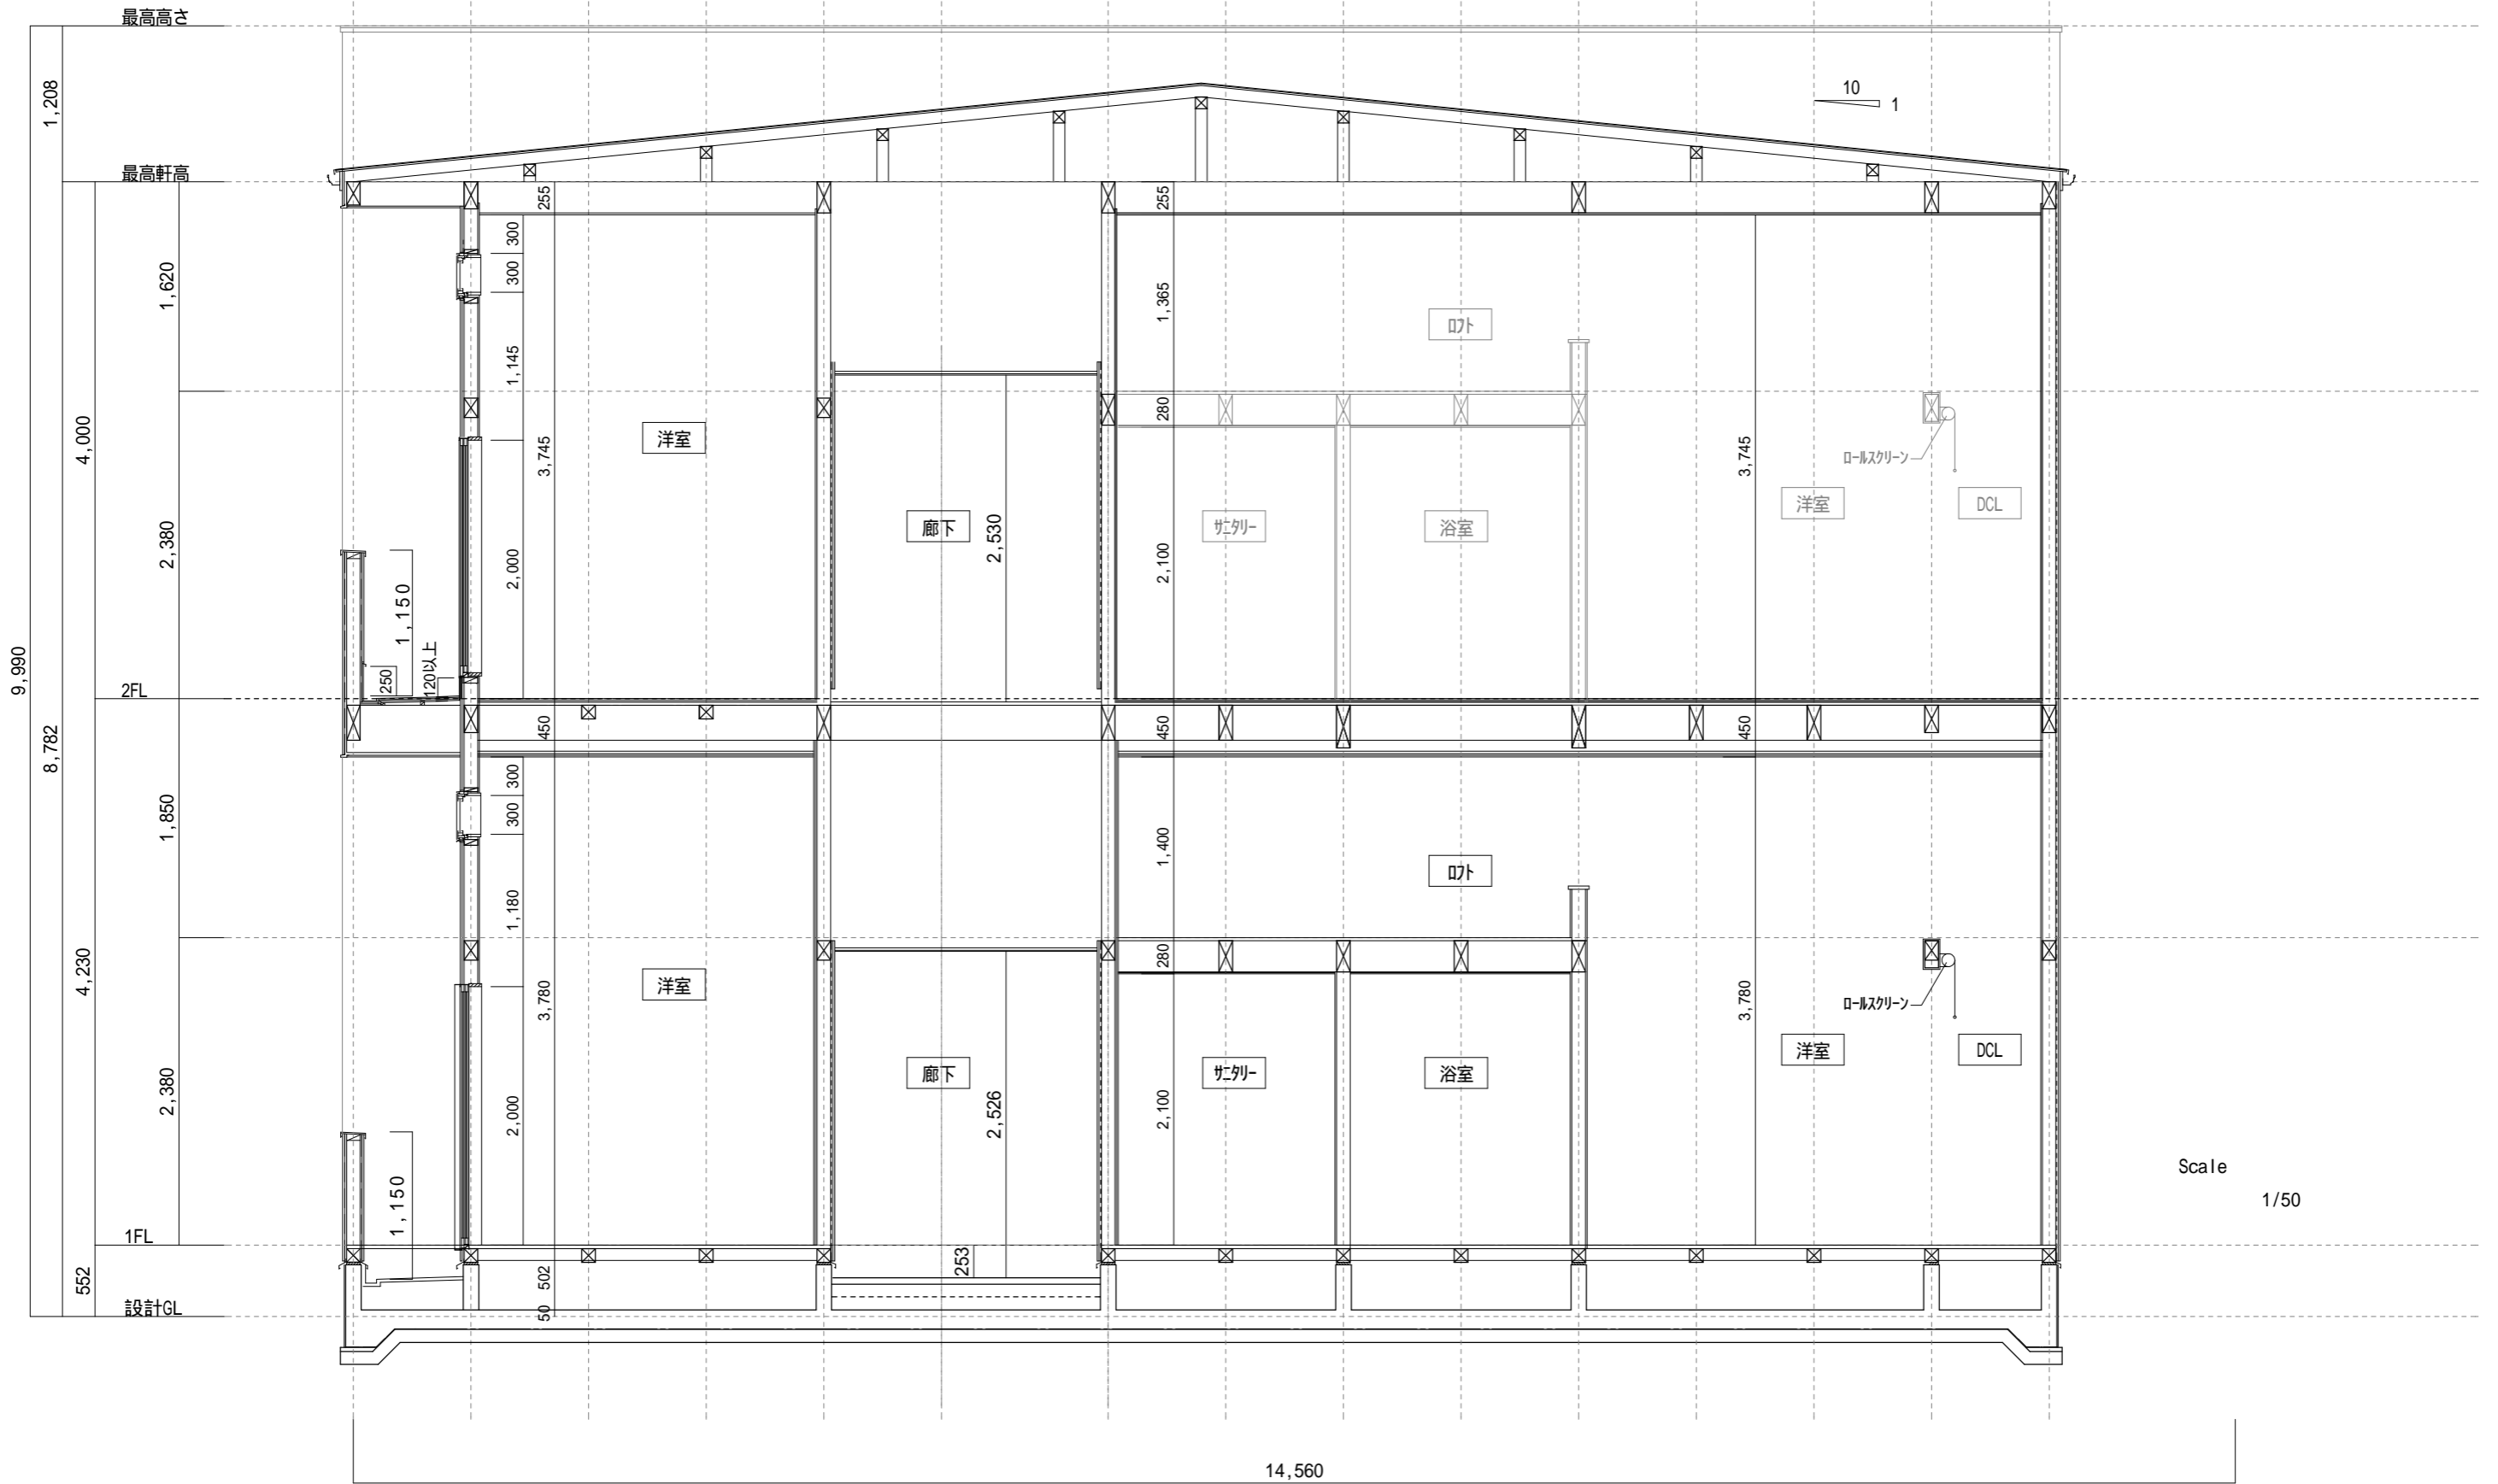 最高高さ
10
1
1,208
最高軒高
255
255
300
300
1,620
1,365
ロフト
1,145
280
4,000
洋室
3,745
3,745
ロールスクリーン
2,380
廊下
2,530
サニタリー
浴室
洋室
DCL
2,000
2,100
1,150
250
120以上
9,990
2FL
8,782
450
450
450
300
300
1,850
1,400
ロフト
1,180
280
4,230
洋室
3,780
3,780
ロールスクリーン
2,380
廊下
2,526
サニタリー
浴室
洋室
DCL
2,000
2,100
Scale
1/50
1,150
1FL
253
552
502
設計GL
50
14,560